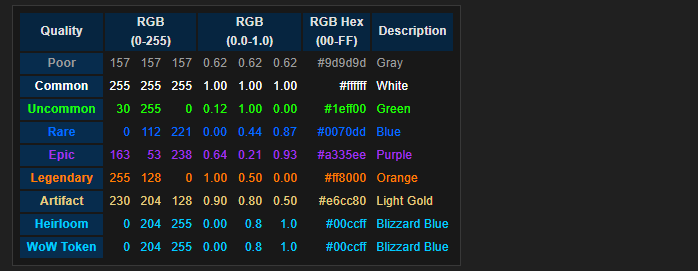 Quality RGB (0-255) RGB (0.0-1.0) RGB Hex (00-FF) Description
Poor 157 157 157 0.62 0.62 0.62 #9d9d9d Gray
Common 255 255 255 1.00 1.00 1.00 #ffffff White
Uncommon 30 255 0 0.12 1.00 0.00 #1eff00 Green
Rare 0 112 221 0.00 0.44 0.87 #0070dd Blue
Epic 163 53 238 0.64 0.21 0.93 #a335ee Purple
Legendary 255 128 0 1.00 0.50 0.00 #ff8000 Orange
Artifact 230 204 128 0.90 0.80 0.50 #e6cc80 Light Gold
Heirloom 0 204 255 0.00 0.8 1.0 #00ccff Blizzard Blue
WoW Token 0 204 255 0.00 0.8 1.0 #00ccff Blizzard Blue